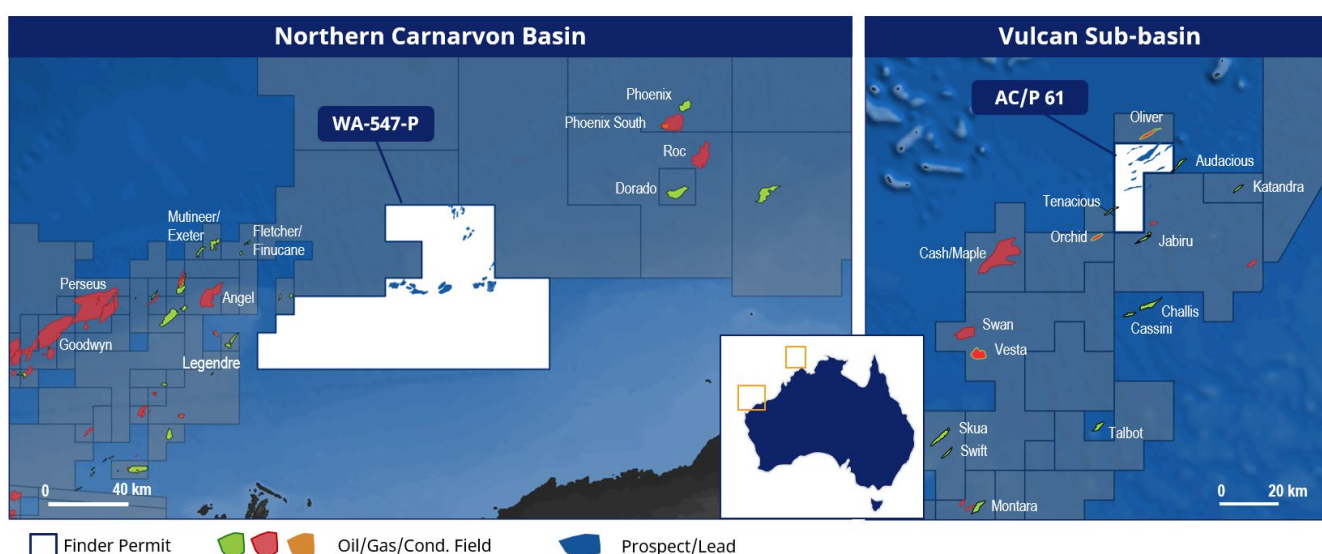 Northern Carnarvon Basin
WA-547-P
Phoenix
Phoenix South
Roc
Dorado
Mutineer/
Exeter
Fletcher/
Finucane
Perseus
Angel
Goodwyn
Legendre
0 40 km
Vulcan Sub-basin
AC/P 61
Oliver
Audacious
Katandra
Tenacious
Orchid
Jabiru
Cash/Maple
Challis
Cassini
Swan
Vesta
Skua
Swift
Talbot
Montara
0 20 km
Finder Permit
Oil/Gas/Cond. Field
Prospect/Lead